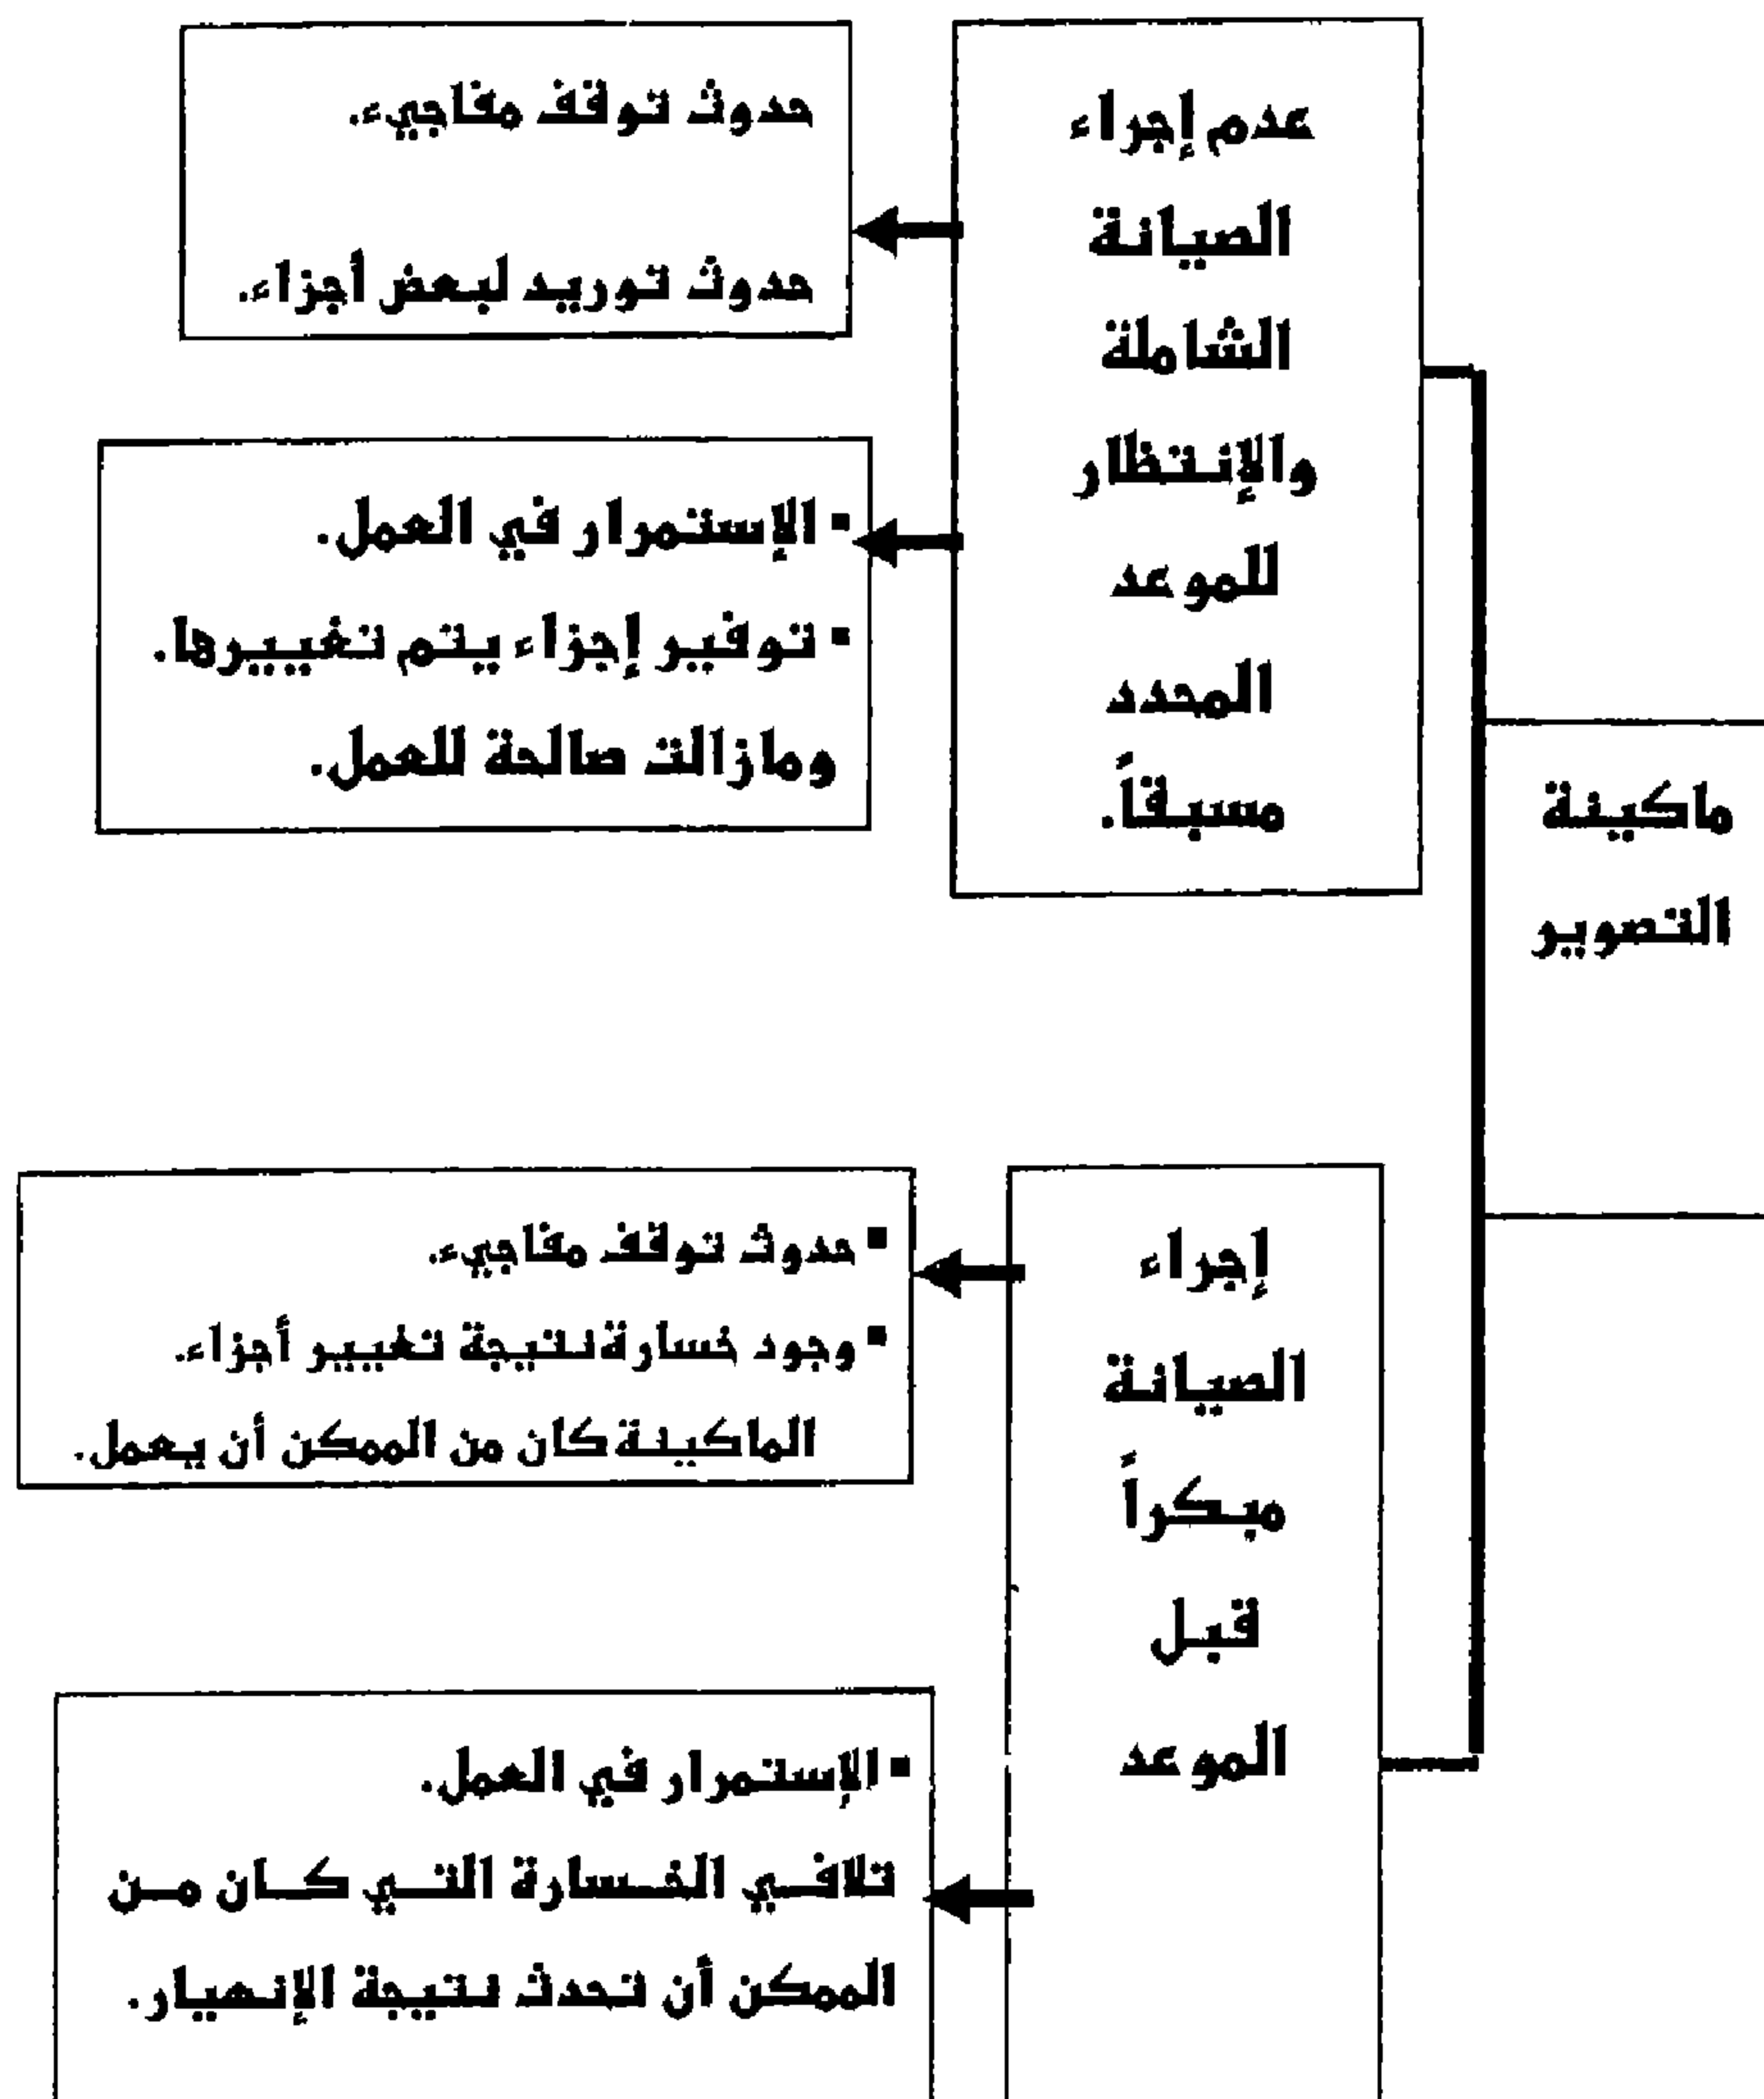 ماكينة
التصوير
عدم إجراء
الصيانة
الشاملة
والإنتظار
للموعد
المحدد
مسبقاً.
حدوث توقف مفاجيء.
حدوث توريد لبعض أجزاء.
▪ الإستمرار في العمل.
▪ توفيو إجزاء يتم تغييرها.
ومازالت صالحة للعمل.
إجراء
الصيانة
مبكراً
قبل
الموعد
▪ حدوث توقف مفاجيء.
▪ وجود خسارة نتيجة تغيير أجزاء.
الماكينة كان من الممكن أن يعمل.
▪ الإستمرار في العمل.
تلافي الخسارة التي كان من
الممكن أن تحدث نتيجة الإنهيار.